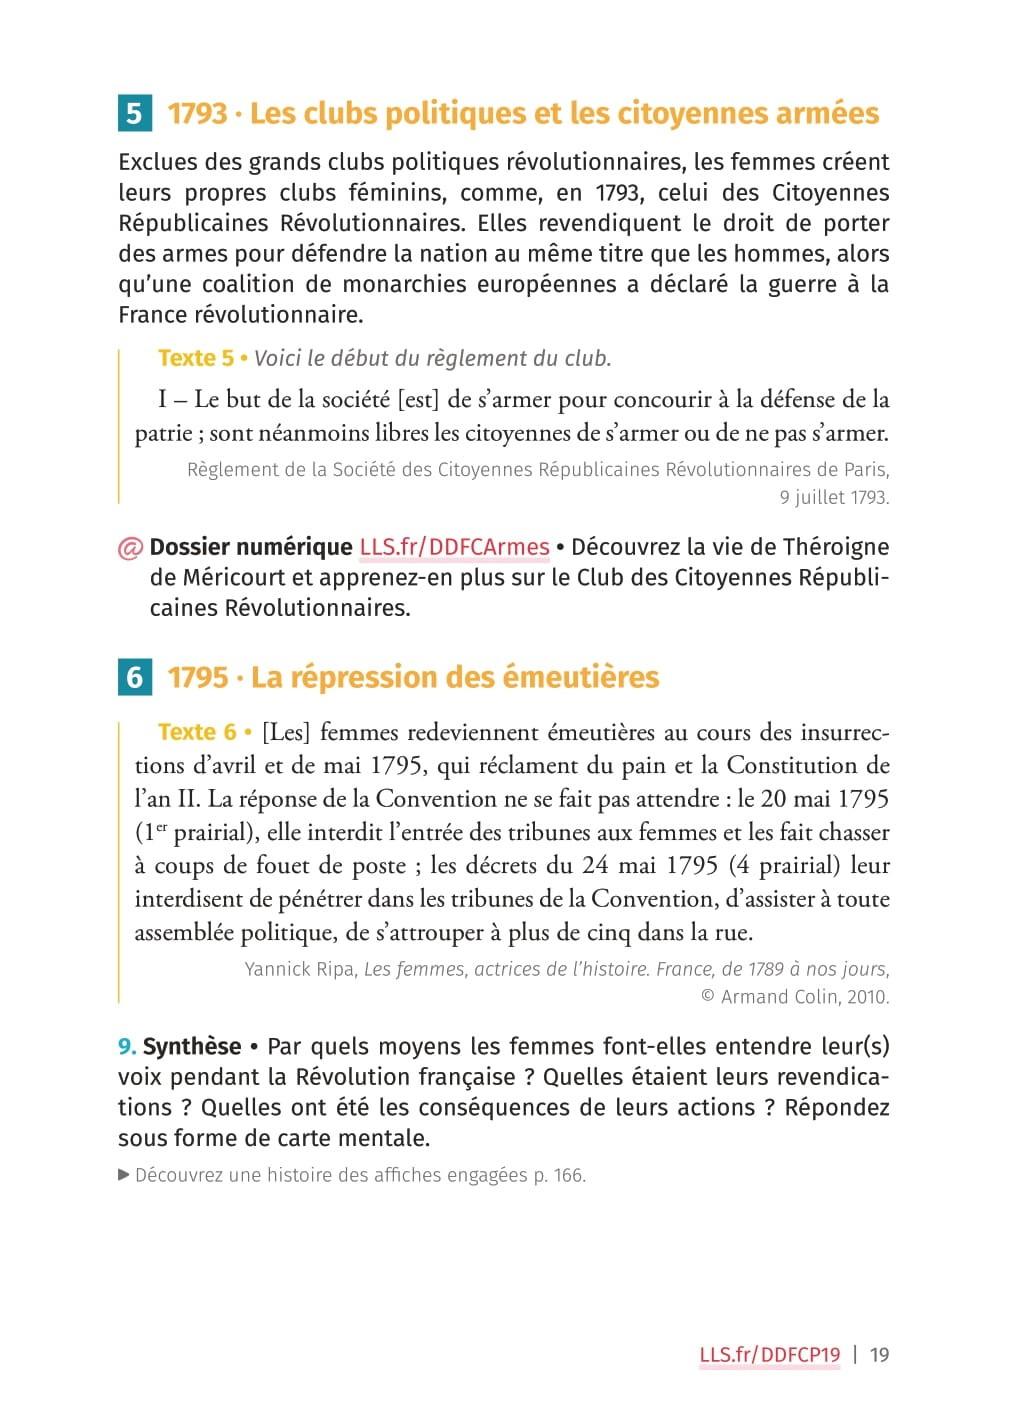 5 1793 · Les clubs politiques et les citoyennes armées
Exclues des grands clubs politiques révolutionnaires, les femmes créent
leurs propres clubs féminins, comme, en 1793, celui des Citoyennes
Républicaines Révolutionnaires. Elles revendiquent le droit de porter
des armes pour défendre la nation au même titre que les hommes, alors
qu’une coalition de monarchies européennes a déclaré la guerre à la
France révolutionnaire.
Texte 5 • Voici le début du règlement du club.
I – Le but de la société [est] de s’armer pour concourir à la défense de la
patrie ; sont néanmoins libres les citoyennes de s’armer ou de ne pas s’armer.
Règlement de la Société des Citoyennes Républicaines Révolutionnaires de Paris,
9 juillet 1793.
@ Dossier numérique LLS.fr/DDFCArmes • Découvrez la vie de Théroigne
de Méricourt et apprenez-en plus sur le Club des Citoyennes Républi-
caines Révolutionnaires.
6 1795 · La répression des émeutières
Texte 6 • [Les] femmes redeviennent émeutières au cours des insurrec-
tions d’avril et de mai 1795, qui réclament du pain et la Constitution de
l’an II. La réponse de la Convention ne se fait pas attendre : le 20 mai 1795
(1er prairial), elle interdit l’entrée des tribunes aux femmes et les fait chasser
à coups de fouet de poste ; les décrets du 24 mai 1795 (4 prairial) leur
interdisent de pénétrer dans les tribunes de la Convention, d’assister à toute
assemblée politique, de s’attrouper à plus de cinq dans la rue.
Yannick Ripa, Les femmes, actrices de l’histoire. France, de 1789 à nos jours,
© Armand Colin, 2010.
9. Synthèse • Par quels moyens les femmes font-elles entendre leur(s)
voix pendant la Révolution française ? Quelles étaient leurs revendica-
tions ? Quelles ont été les conséquences de leurs actions ? Répondez
sous forme de carte mentale.
▶ Découvrez une histoire des affiches engagées p. 166.
LLS.fr/DDFCP19 | 19